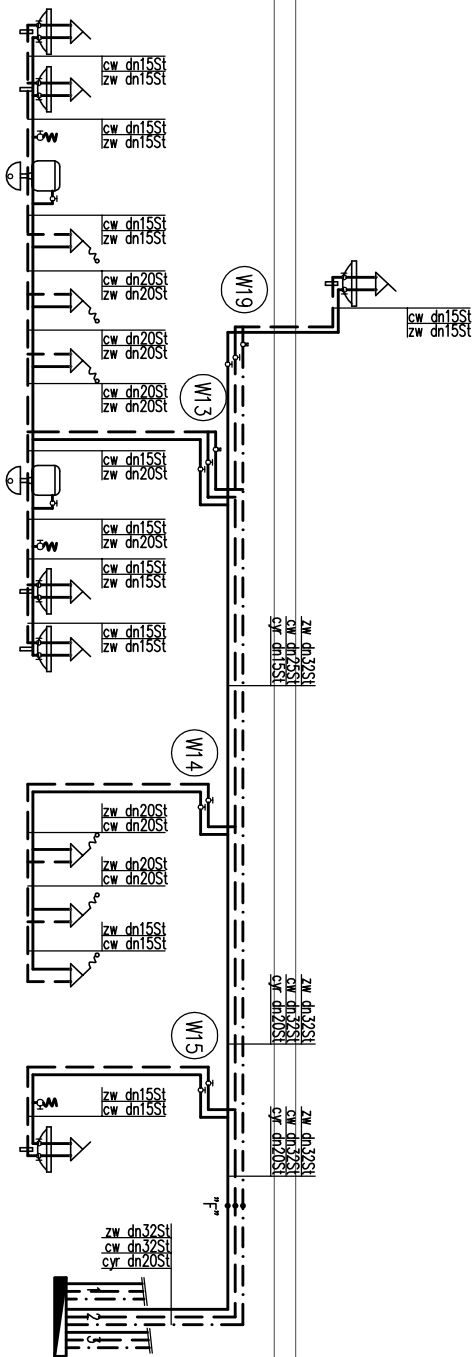 cw dn15St
zw dn15St
cw dn15St
zw dn15St
cw dn15St
zw dn15St
cw dn20St
zw dn20St
cw dn20St
zw dn20St
cw dn20St
zw dn20St
cw dn15St
zw dn20St
cw dn15St
zw dn20St
cw dn15St
zw dn15St
cw dn15St
zw dn15St
W19
cw dn15St
zw dn15St
W13
zw dn32St
cw dn25St
cyr dn15St
W14
zw dn20St
cw dn20St
zw dn20St
cw dn20St
zw dn15St
cw dn15St
zw dn32St
cw dn32St
cyr dn20St
W15
zw dn15St
cw dn15St
zw dn32St
cw dn32St
cyr dn20St
"F"
zw dn32St
cw dn32St
cyr dn20St
1
2
3